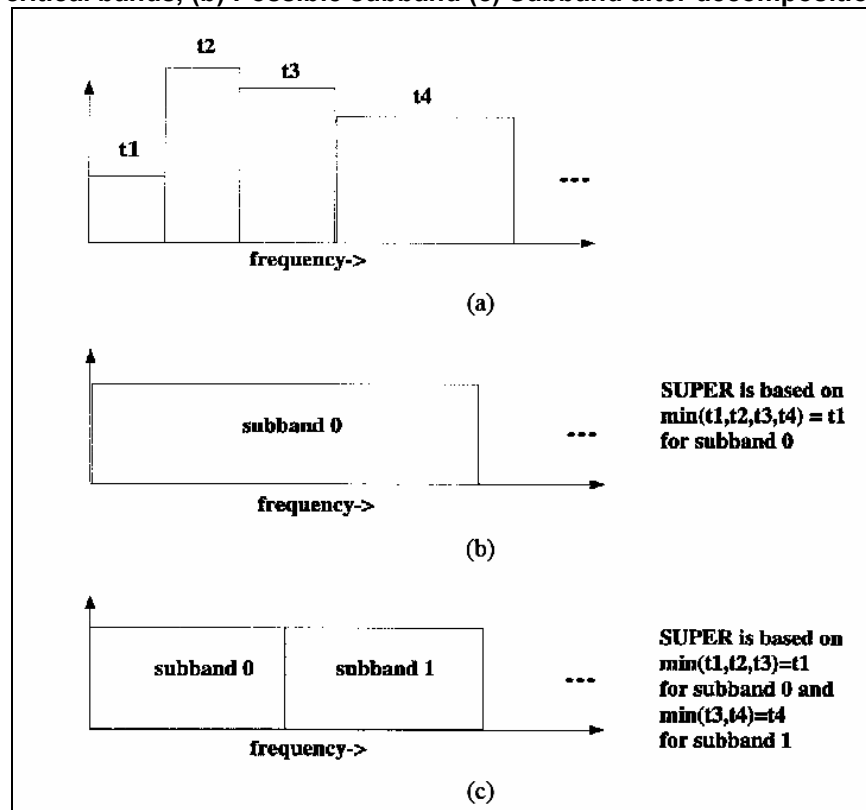 critical bands, (b) Possible subband (c) Subband after decompositio
t2
t3
t4
t1
...
frequency->
(a)
subband 0
...
SUPER is based on
min(t1,t2,t3,t4) = t1
for subband 0
frequency->
(b)
subband 0
subband 1
...
SUPER is based on
min(t1,t2,t3)=t1
for subband 0 and
min(t3,t4)=t4
for subband 1
frequency->
(c)